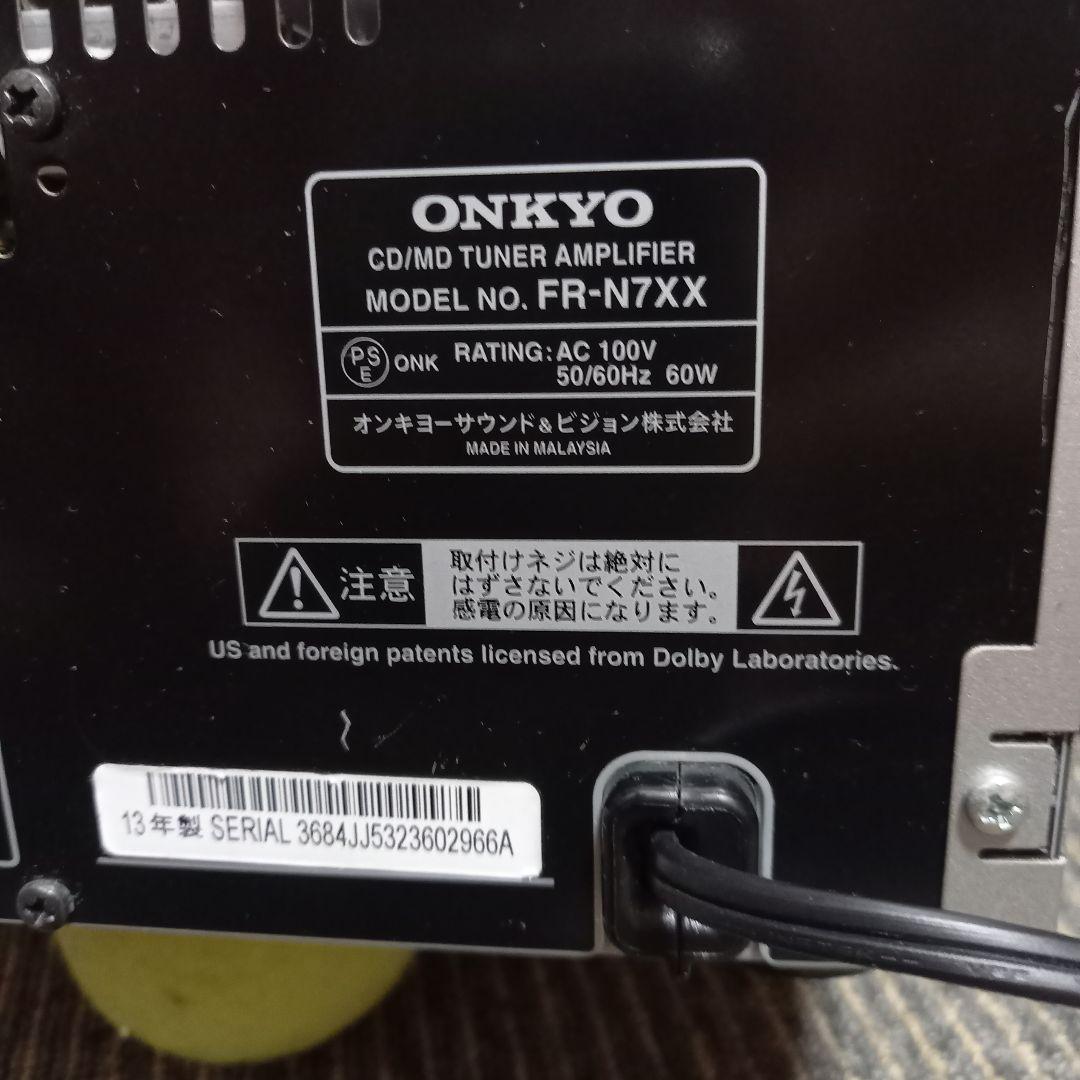 ONKYO
CD/MD TUNER AMPLIFIER
MODEL NO. FR-N7XX
PSE ONK RATING: AC 100V
50/60Hz 60W
オンキヨーサウンド&ビジョン株式会社
MADE IN MALAYSIA
注意
取付けネジは絶対に
はずさないでください。
感電の原因になります。
US and foreign patents licensed from Dolby Laboratories.
13年製 SERIAL 3684JJ5323602966A